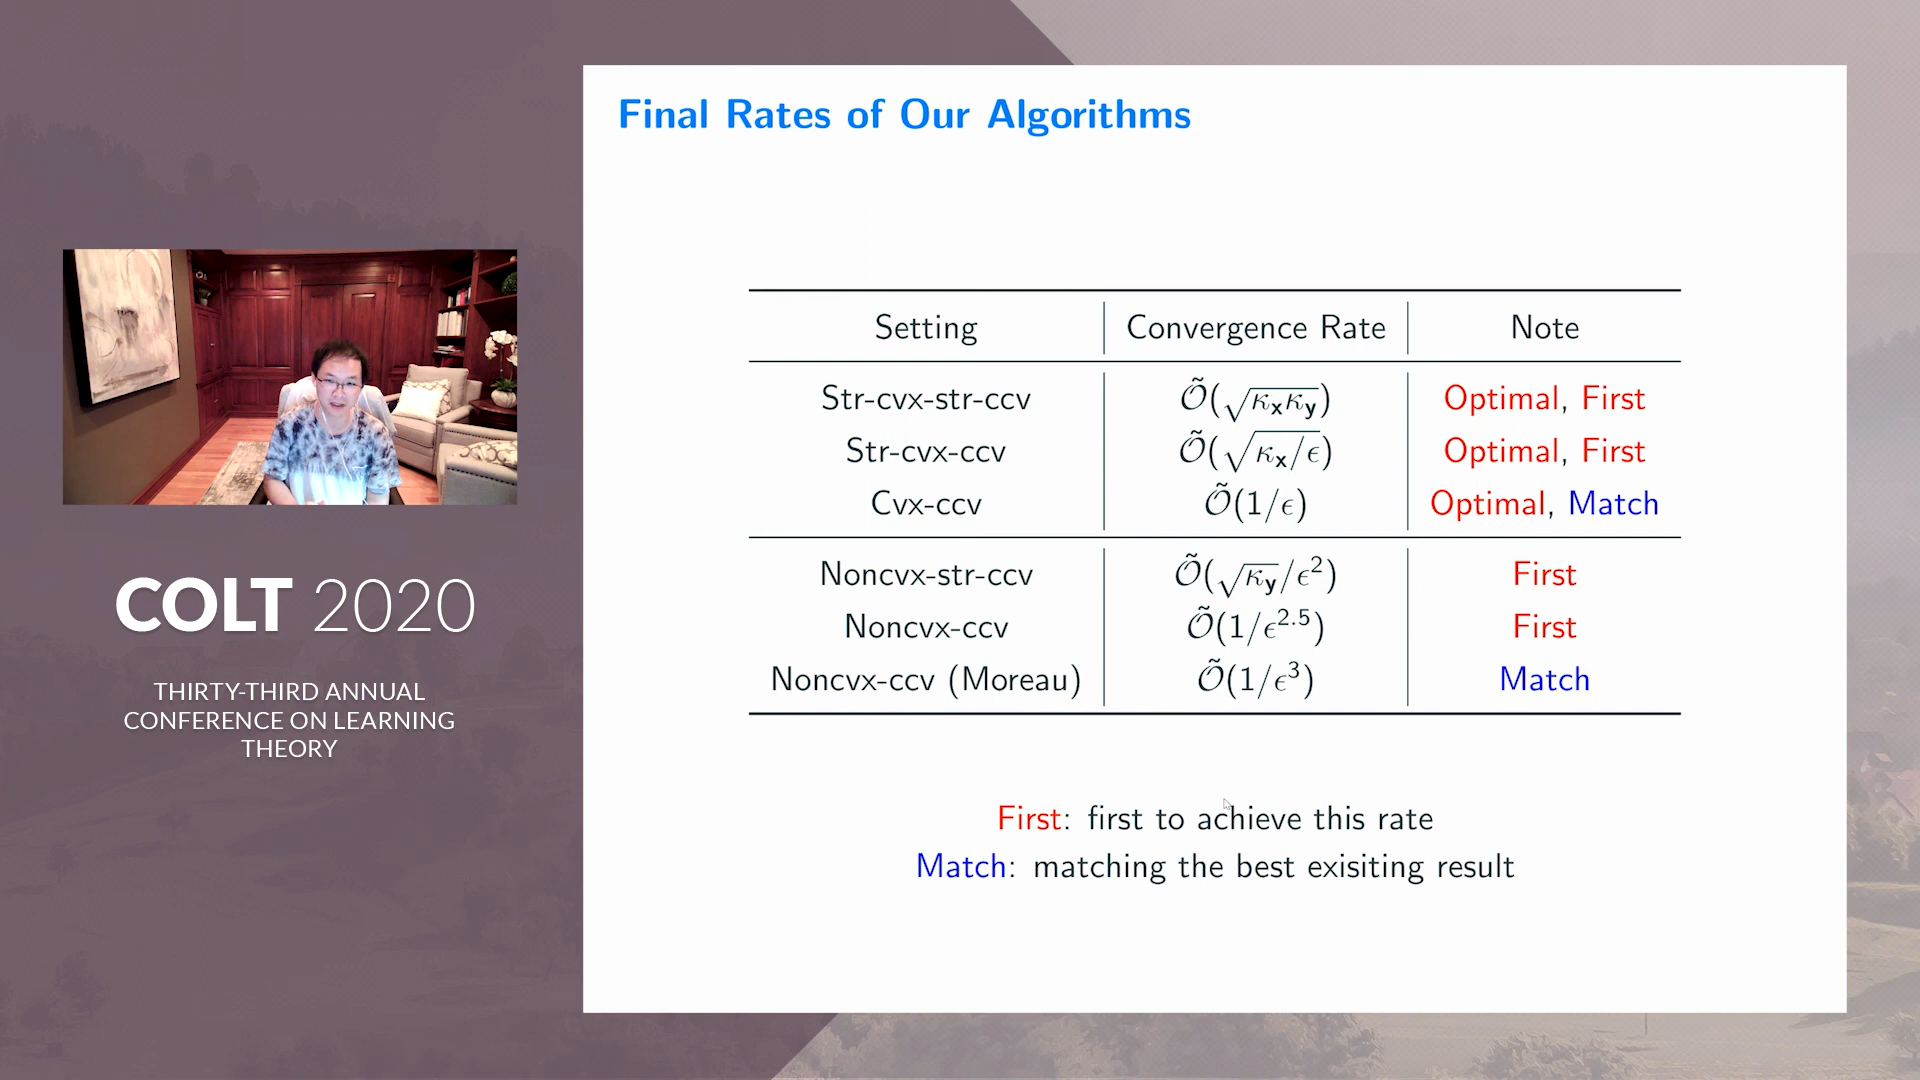 COLT 2020
THIRTY-THIRD ANNUAL
CONFERENCE ON LEARNING
THEORY
Final Rates of Our Algorithms
Setting Convergence Rate Note
Str-cvx-str-ccv Õ(√κₓκᵧ) Optimal, First
Str-cvx-ccv Õ(√κₓ/ϵ) Optimal, First
Cvx-ccv Õ(1/ϵ) Optimal, Match
Noncvx-str-ccv Õ(√κᵧ/ϵ²) First
Noncvx-ccv Õ(1/ϵ^2.5) First
Noncvx-ccv (Moreau) Õ(1/ϵ³) Match
First: first to achieve this rate
Match: matching the best exisiting result